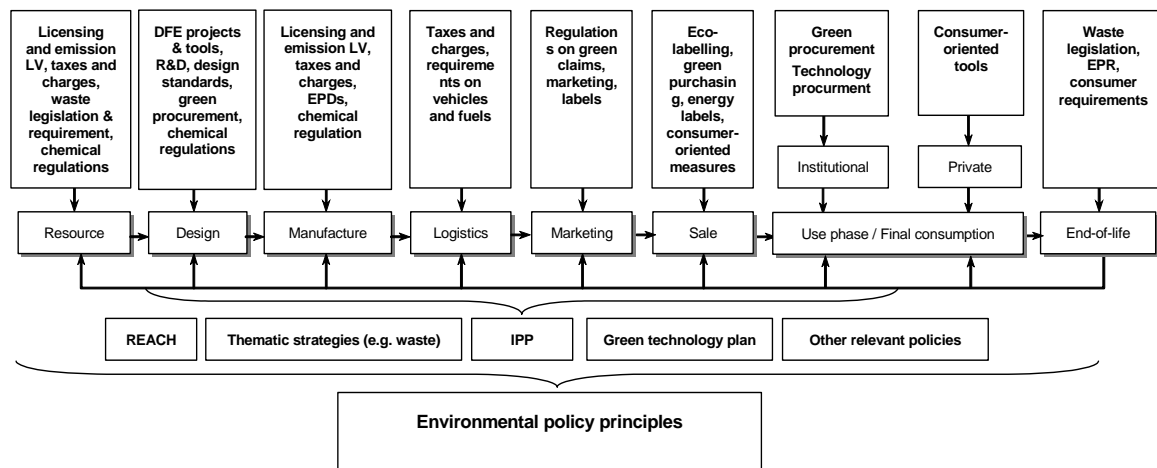 Licensing
and emission
LV, taxes and
charges,
waste
legislation &
requirement,
chemical
regulations
DFE projects
& tools,
R&D, design
standards,
green
procurement,
chemical
regulations
Licensing and
emission LV,
taxes and
charges,
EPDs,
chemical
regulation
Taxes and
charges,
requireme
nts on
vehicles
and fuels
Regulation
s on green
claims,
marketing,
labels
Eco-
labelling,
green
purchasin
g, energy
labels,
consumer-
oriented
measures
Green
procurement
Technology
procurment
Consumer-
oriented
tools
Waste
legislation,
EPR,
consumer
requirements
Institutional
Private
Resource
Design
Manufacture
Logistics
Marketing
Sale
Use phase / Final consumption
End-of-life
REACH
Thematic strategies (e.g. waste)
IPP
Green technology plan
Other relevant policies
Environmental policy principles